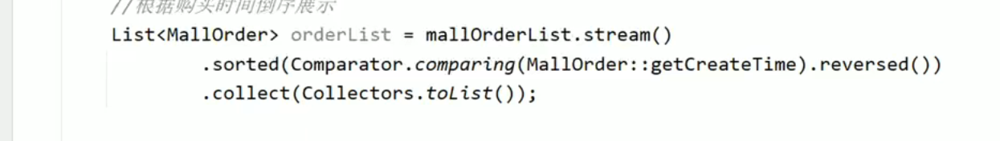 //根据购买时间倒序展示
List<MallOrder> orderList = mallOrderList.stream()
.sorted(Comparator.comparing(MallOrder::getCreateTime).reversed())
.collect(Collectors.toList());